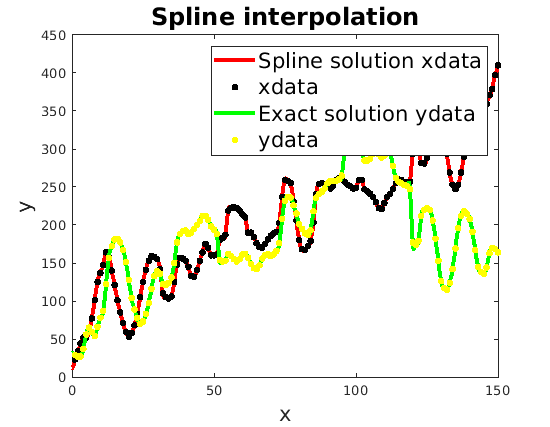 Spline interpolation
450
400
350
300
250
200
150
100
50
0
y
Spline solution xdata
xdata
Exact solution ydata
ydata
0 50 100 150
x